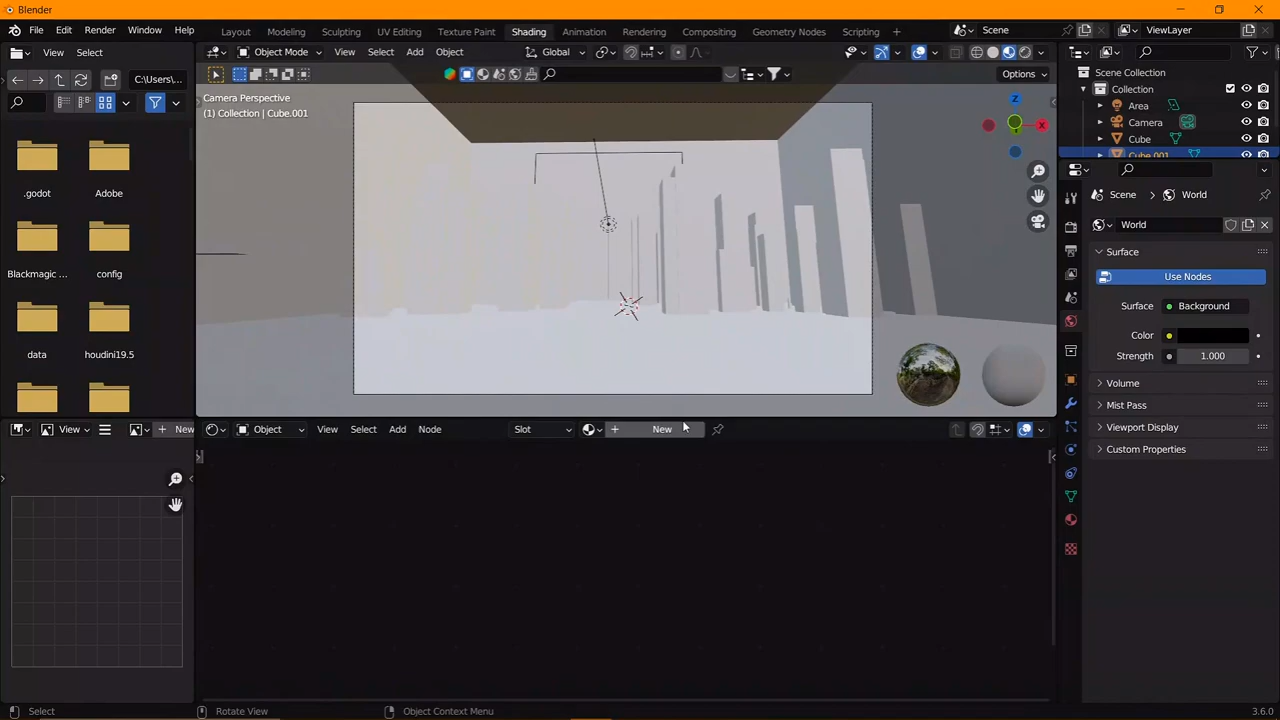 Blender
File Edit Render Window Help
Layout Modeling Sculpting UV Editing Texture Paint Shading Animation Rendering Compositing Geometry Nodes Scripting
Scene
ViewLayer
View Select
Object Mode View Select Add Object
Global
C:\Users\...
Options
Camera Perspective
(1) Collection | Cube.001
Scene Collection
Collection
Area
Camera
Cube
Cube.001
.godot
Adobe
Blackmagic ...
config
data
houdini19.5
Scene
World
World
Surface
Use Nodes
Surface
Background
Color
Strength
1.000
Volume
Mist Pass
Viewport Display
Custom Properties
View
New
Object View Select Add Node
Slot
New
Select
Rotate View
Object Context Menu
3.6.0